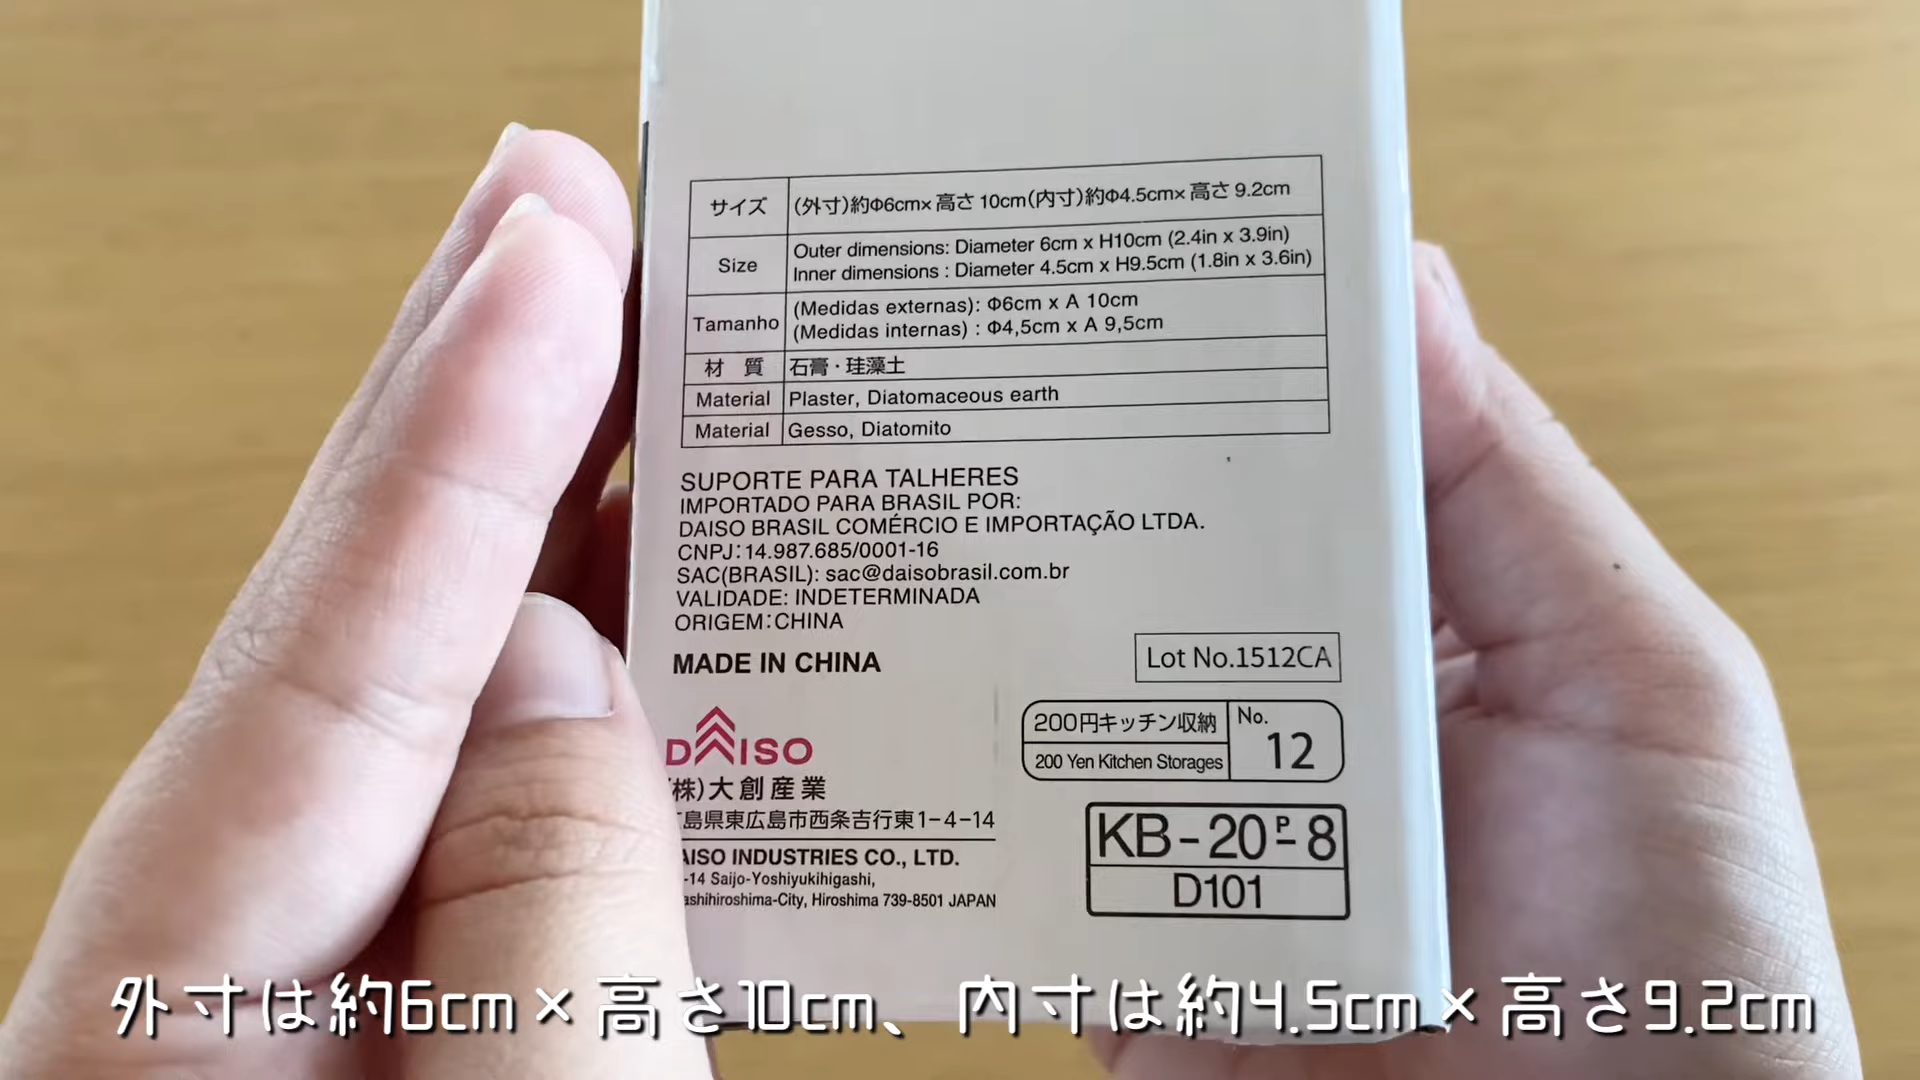 サイズ (外寸)約Φ6cm×高さ10cm(内寸)約Φ4.5cm×高さ9.2cm
Size Outer dimensions: Diameter 6cm x H10cm (2.4in x 3.9in)
Inner dimensions : Diameter 4.5cm x H9.5cm (1.8in x 3.6in)
Tamanho (Medidas externas): Φ6cm x A 10cm
(Medidas internas) : Φ4,5cm x A 9,5cm
材 質 石膏・珪藻土
Material Plaster, Diatomaceous earth
Material Gesso, Diatomito
SUPORTE PARA TALHERES
IMPORTADO PARA BRASIL POR:
DAISO BRASIL COMÉRCIO E IMPORTAÇÃO LTDA.
CNPJ:14.987.685/0001-16
SAC(BRASIL): sac@daisobrasil.com.br
VALIDADE: INDETERMINADA
ORIGEM:CHINA
MADE IN CHINA
Lot No.1512CA
DAISO
(株)大創産業
島県東広島市西条吉行東1-4-14
AISO INDUSTRIES CO., LTD.
-14 Saijo-Yoshiyukihigashi,
ashihiroshima-City, Hiroshima 739-8501 JAPAN
200円キッチン収納
200 Yen Kitchen Storages
No.
12
KB-20P-8
D101
外寸は約6cm×高さ10cm、内寸は約4.5cm×高さ9.2cm